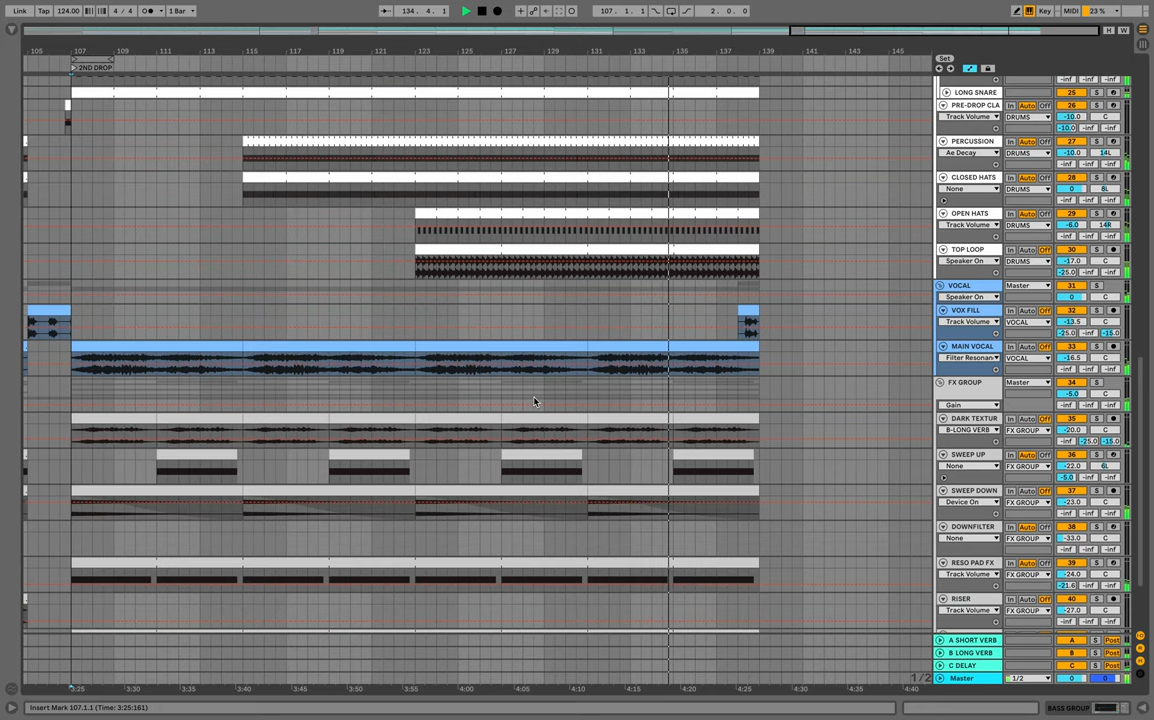 Link Tap 124.00 4 / 4 1 Bar 134. 4. 1 107. 1. 1 2. 0. 0 Key MIDI 23 %
H W
105 107 109 111 113 115 117 119 121 123 125 127 129 131 133 135 137 139 141 143 145
Set
2ND DROP
-inf -inf
LONG SNARE 25 S
PRE-DROP CLA In Auto Off 26 S
Track Volume DRUMS -10.0 C
-10.0 -inf -inf
PERCUSSION In Auto Off 27 S
Ae Decay DRUMS -10.0 14L
-inf -inf -inf
CLOSED HATS In Auto Off 28 S
None DRUMS 0 8L
-inf -inf -inf
OPEN HATS In Auto Off 29 S
Track Volume DRUMS -6.0 14R
-inf -inf -inf
TOP LOOP In Auto Off 30 S
Speaker On DRUMS -17.0 C
-25.0 -inf -inf
VOCAL Master 31 S
Speaker On 0 C
VOX FILL In Auto Off 32 S
Track Volume VOCAL -13.5 C
-25.0 -inf -15.0
MAIN VOCAL In Auto Off 33 S
Filter Resonan VOCAL -16.5 C
-inf -inf -inf
FX GROUP Master 34 S
-5.0 C
Gain -inf -inf -inf
DARK TEXTUR In Auto Off 35 S
B-LONG VERB FX GROUP -20.0 C
-inf -25.0 -15.0
SWEEP UP In Auto Off 36 S
None FX GROUP -22.0 6L
-5.0 -inf -inf
SWEEP DOWN In Auto Off 37 S
Device On FX GROUP -23.0 C
-inf -inf -inf
DOWNFILTER In Auto Off 38 S
None FX GROUP -33.0 C
-inf -inf -inf
RESO PAD FX In Auto Off 39 S
Track Volume FX GROUP -24.0 C
-21.6 -inf -inf
RISER In Auto Off 40 S
Track Volume FX GROUP -27.0 C
-inf -inf -inf
A SHORT VERB A S Post
B LONG VERB B S Post
C DELAY C S Post
1/2 Master 1/2 0 0
3:25 3:30 3:35 3:40 3:45 3:50 3:55 4:00 4:05 4:10 4:15 4:20 4:25 4:30 4:35 4:40
Insert Mark 107.1.1 (Time: 3:25:161) BASS GROUP